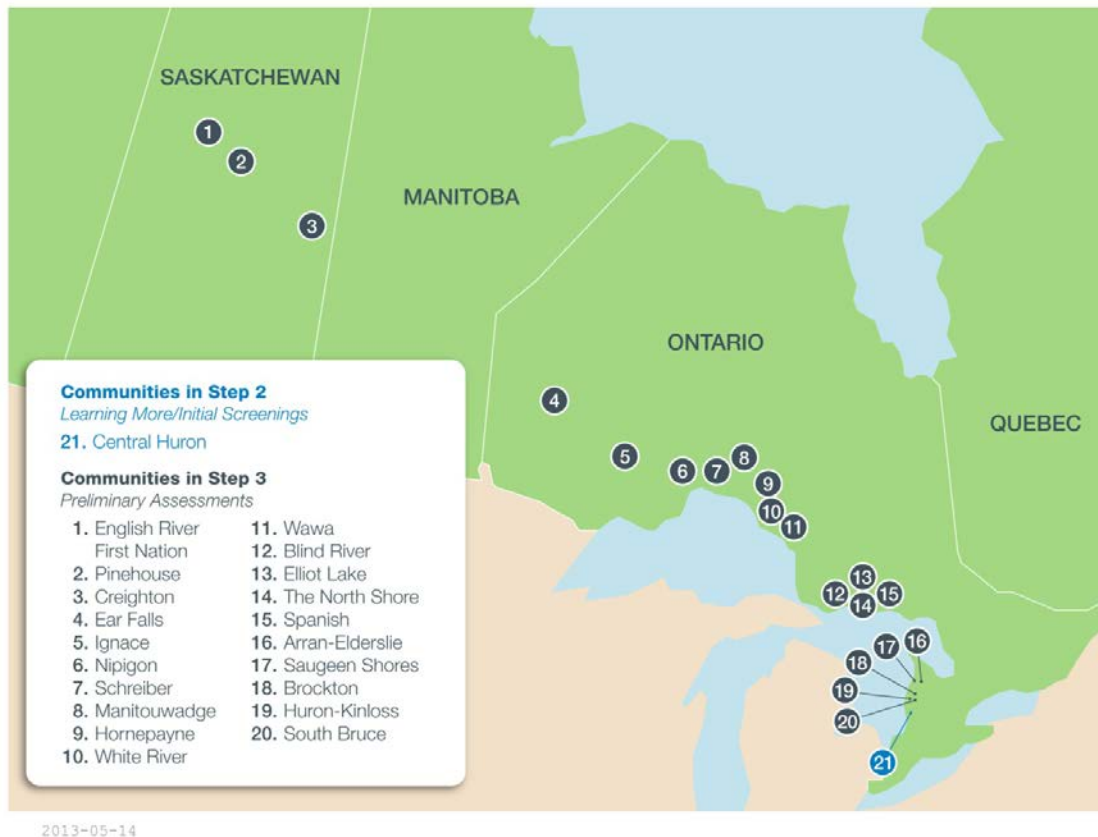 SASKATCHEWAN
1
2
3
MANITOBA
ONTARIO
QUEBEC
4
5
6
7
8
9
10
11
12
13
14
15
16
17
18
19
20
21
Communities in Step 2
Learning More/Initial Screenings
21. Central Huron
Communities in Step 3
Preliminary Assessments
1. English River
First Nation
2. Pinehouse
3. Creighton
4. Ear Falls
5. Ignace
6. Nipigon
7. Schreiber
8. Manitouwadge
9. Hornepayne
10. White River
11. Wawa
12. Blind River
13. Elliot Lake
14. The North Shore
15. Spanish
16. Arran-Elderslie
17. Saugeen Shores
18. Brockton
19. Huron-Kinloss
20. South Bruce
2013-05-14